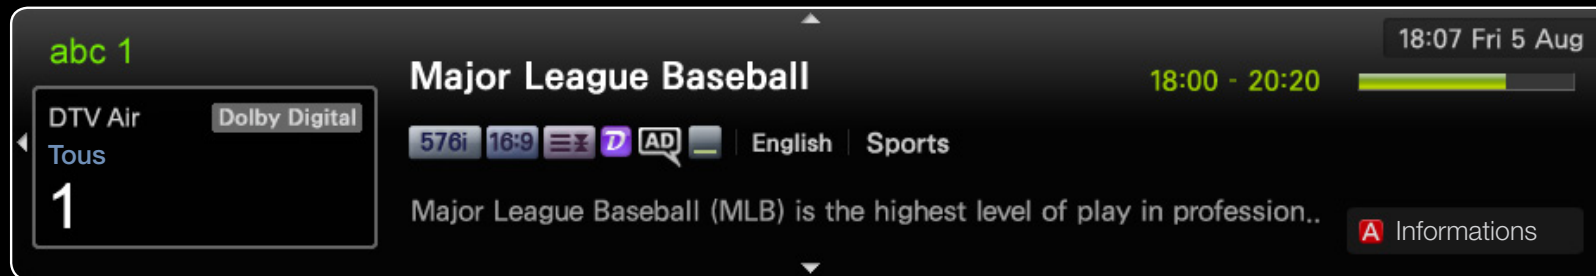 abc 1
DTV Air Dolby Digital
Tous
1
Major League Baseball 18:00 - 20:20
576i 16:9 D AD English Sports
Major League Baseball (MLB) is the highest level of play in profession..
18:07 Fri 5 Aug
A Informations